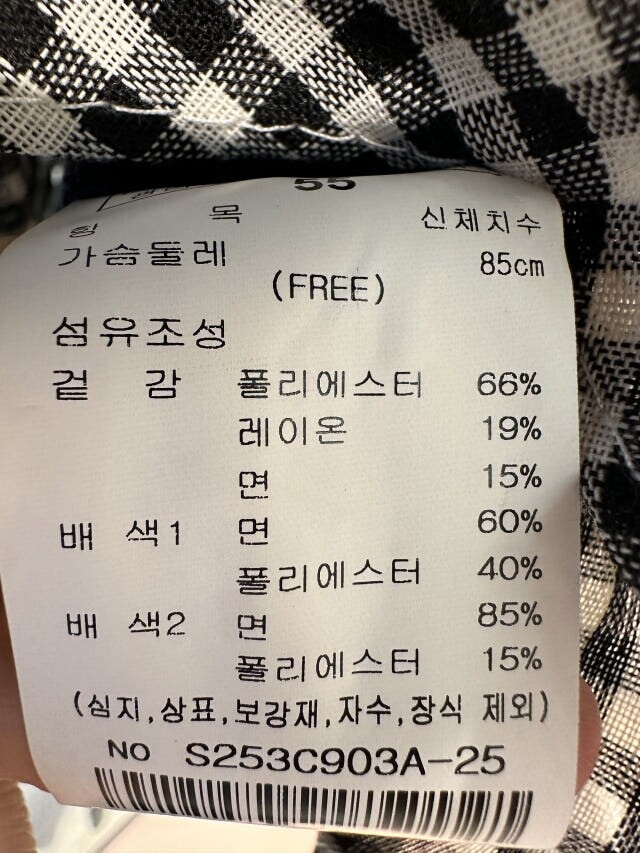 55
항 목 신체치수
가슴둘레 85cm
(FREE)
섬유조성
겉 감 폴리에스터 66%
레이온 19%
면 15%
배 색1 면 60%
폴리에스터 40%
배 색2 면 85%
폴리에스터 15%
(심지,상표,보강재,자수,장식 제외)
NO S253C903A-25